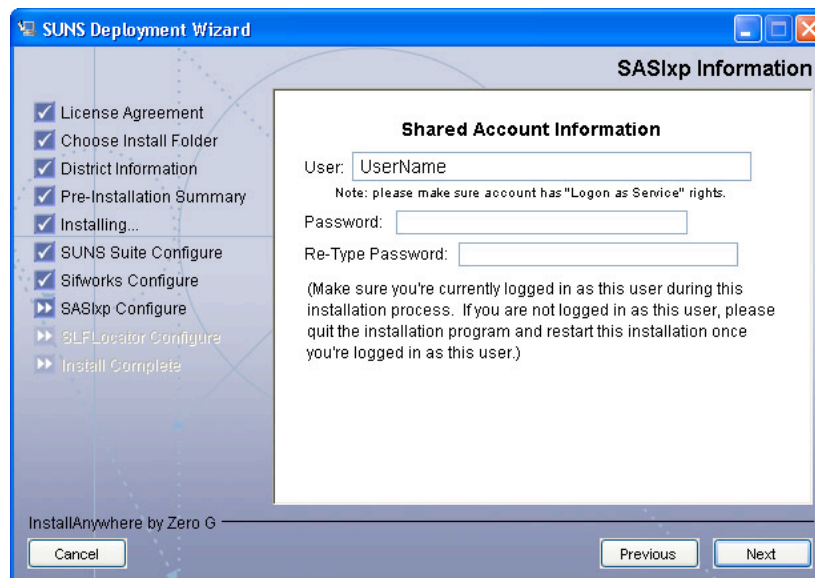 SUNS Deployment Wizard
SASIxp Information
License Agreement
Choose Install Folder
District Information
Pre-Installation Summary
Installing...
SUNS Suite Configure
Sifworks Configure
SASIxp Configure
SLFLocator Configure
Install Complete
Shared Account Information
User: UserName
Note: please make sure account has "Logon as Service" rights.
Password:
Re-Type Password:
(Make sure you're currently logged in as this user during this
installation process. If you are not logged in as this user, please
quit the installation program and restart this installation once
you're logged in as this user.)
InstallAnywhere by Zero G
Cancel
Previous
Next